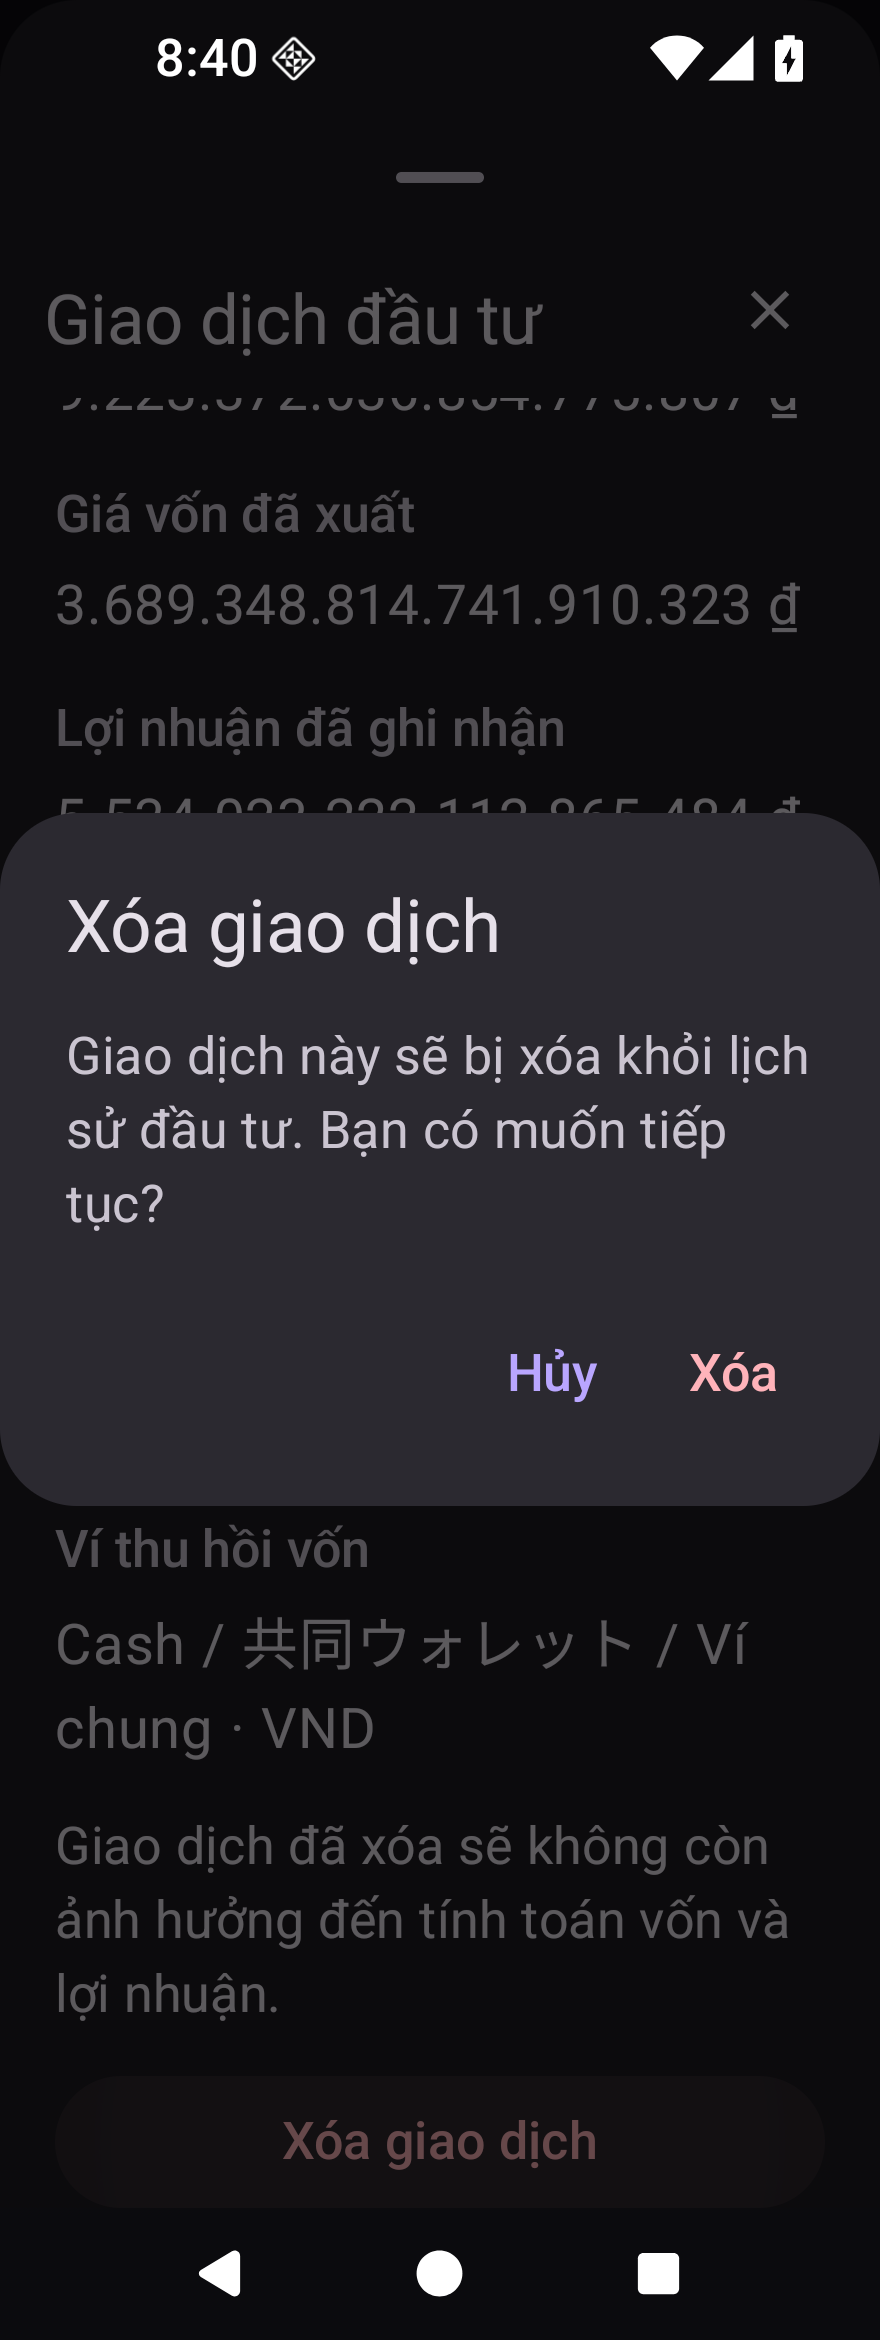 8:40
Giao dịch đầu tư
Giá vốn đã xuất
3.689.348.814.741.910.323 ₫
Lợi nhuận đã ghi nhận
Xóa giao dịch
Giao dịch này sẽ bị xóa khỏi lịch
sử đầu tư. Bạn có muốn tiếp
tục?
Hủy Xóa
Ví thu hồi vốn
Cash / 共同ウォレット / Ví
chung · VND
Giao dịch đã xóa sẽ không còn
ảnh hưởng đến tính toán vốn và
lợi nhuận.
Xóa giao dịch